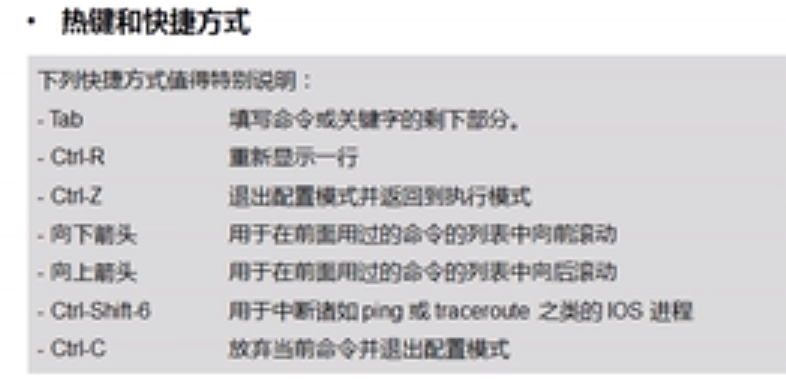 • 热键和快捷方式
下列快捷方式值得特别说明：
- Tab 填写命令或关键字的剩下部分。
- Ctrl-R 重新显示一行
- Ctrl-Z 退出配置模式并返回到执行模式
- 向下箭头 用于在前面用过的命令的列表中向前滚动
- 向上箭头 用于在前面用过的命令的列表中向后滚动
- Ctrl-Shift-6 用于中断诸如 ping 或 traceroute 之类的 IOS 进程
- Ctrl-C 放弃当前命令并退出配置模式